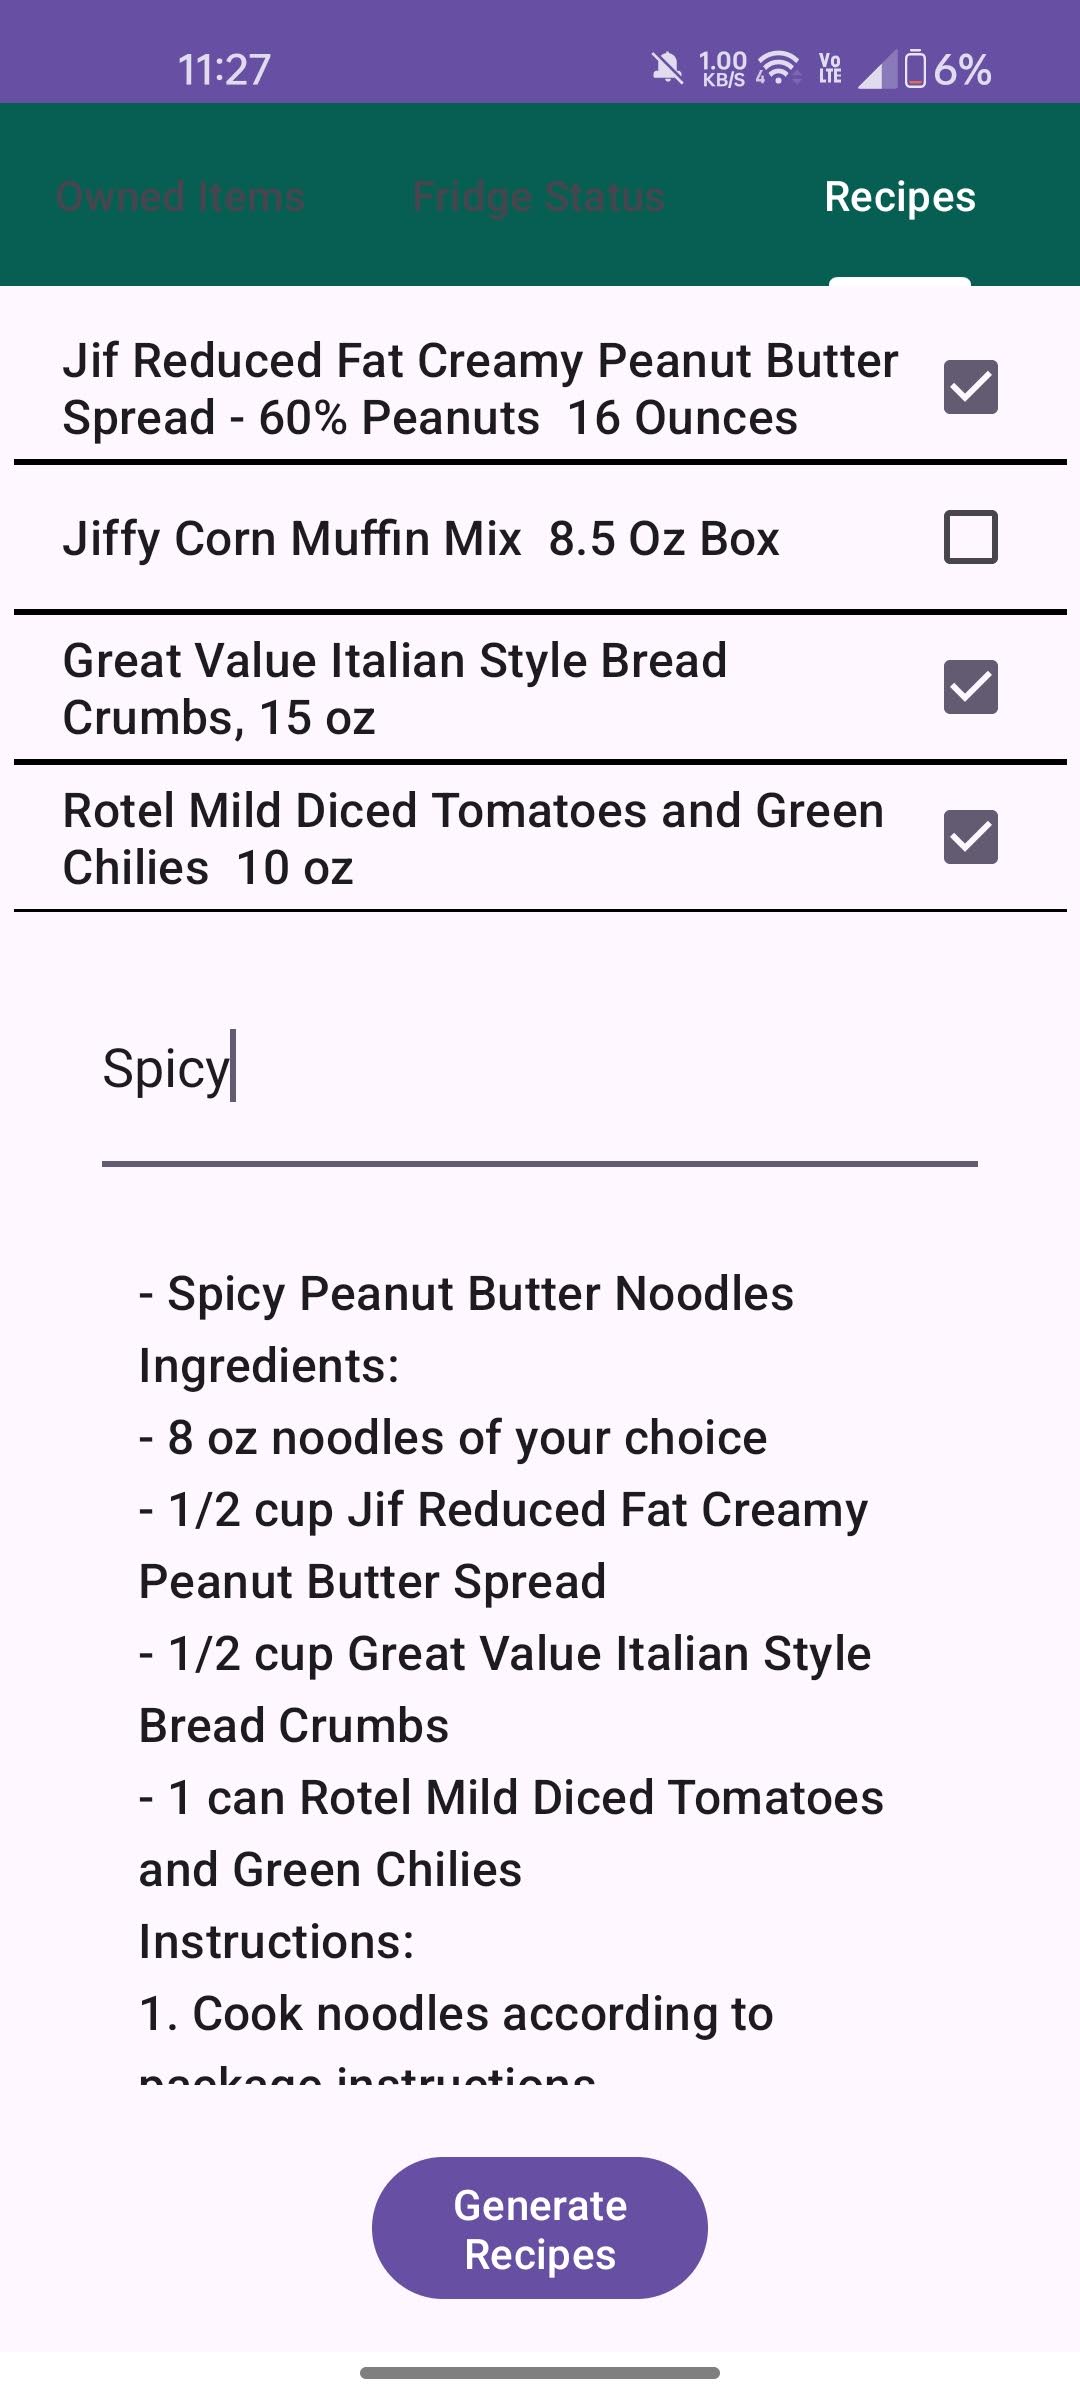 11:27
1.00 KB/S
4
Vo LTE
6%
Owned Items
Fridge Status
Recipes
Jif Reduced Fat Creamy Peanut Butter
Spread - 60% Peanuts  16 Ounces
Jiffy Corn Muffin Mix  8.5 Oz Box
Great Value Italian Style Bread
Crumbs, 15 oz
Rotel Mild Diced Tomatoes and Green
Chilies  10 oz
Spicy
- Spicy Peanut Butter Noodles
Ingredients:
- 8 oz noodles of your choice
- 1/2 cup Jif Reduced Fat Creamy
Peanut Butter Spread
- 1/2 cup Great Value Italian Style
Bread Crumbs
- 1 can Rotel Mild Diced Tomatoes
and Green Chilies
Instructions:
1. Cook noodles according to
package instructions
Generate
Recipes